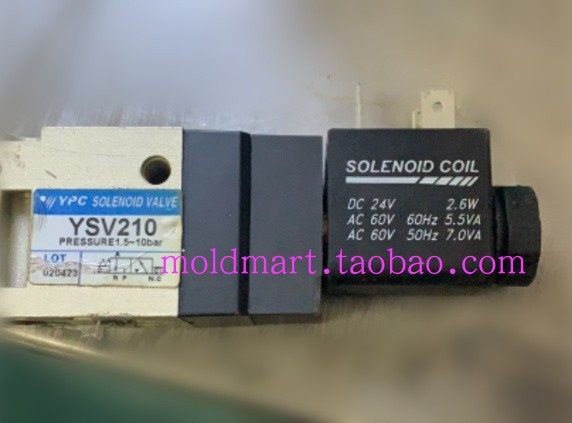 YPC SOLENOID VALVE
YSV210
PRESSURE1.5~10bar
LOT
020423
N.C
SOLENOID COIL
DC 24V 2.6W
AC 60V 60Hz 5.5VA
AC 60V 50Hz 7.0VA
moldmart.taobao.com